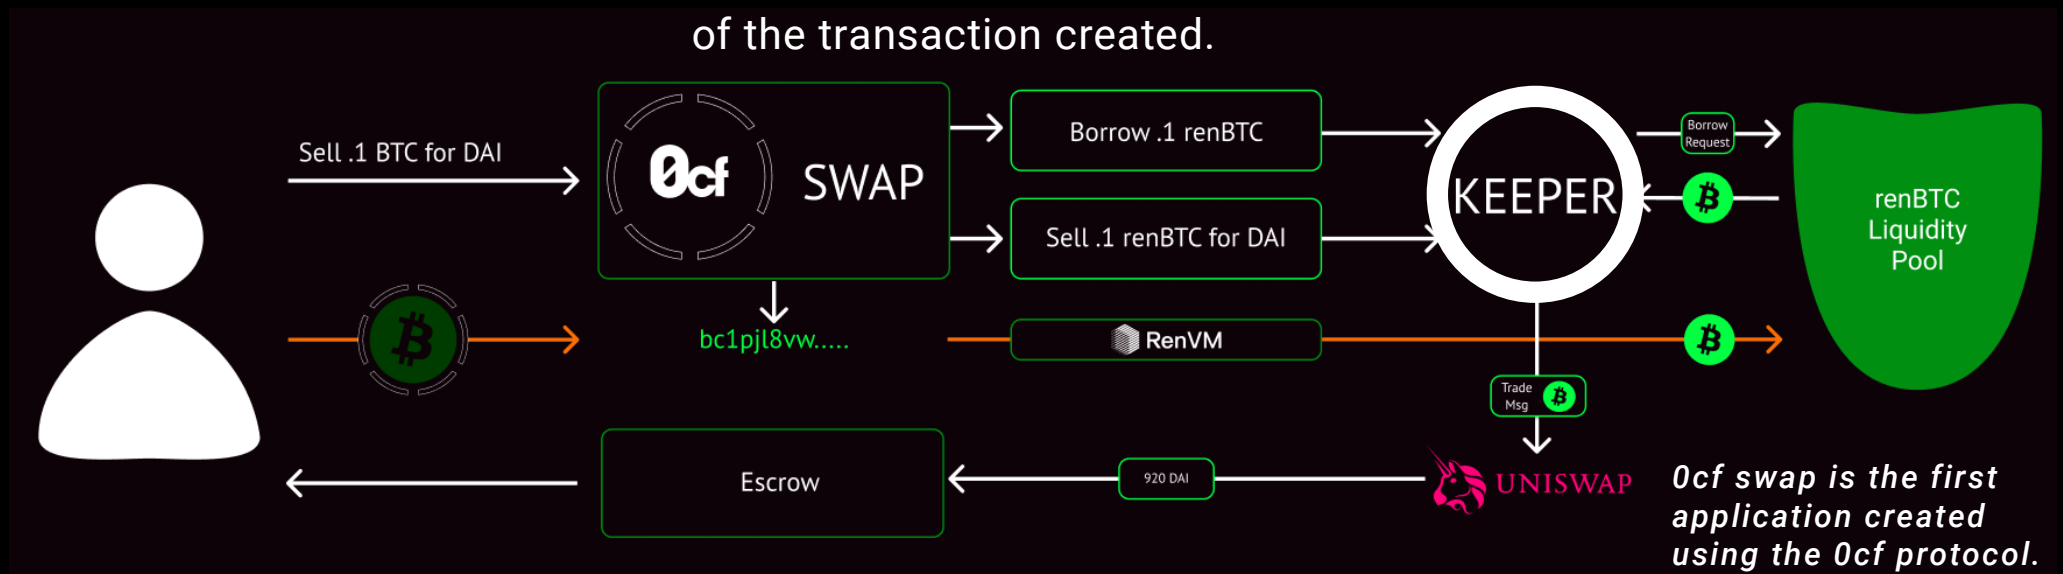 of the transaction created.
Sell .1 BTC for DAI
0cf
SWAP
Borrow .1 renBTC
Sell .1 renBTC for DAI
KEEPER
Borrow
Request
renBTC
Liquidity
Pool
bc1pjl8vw.....
RenVM
Trade
Msg
Escrow
920 DAI
UNISWAP
0cf swap is the first
application created
using the 0cf protocol.